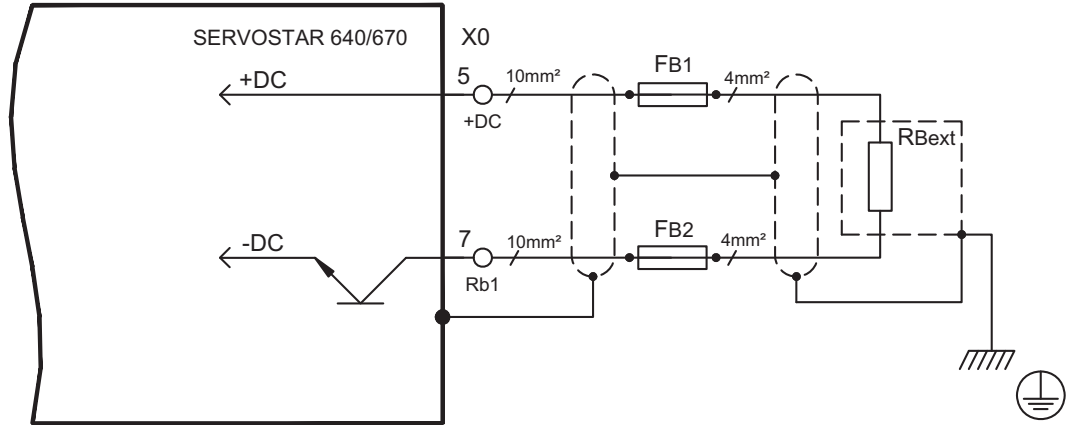 SERVOSTAR 640/670 X0
+DC 5 10mm² FB1 4mm²
+DC
RBext
-DC 7 10mm² FB2 4mm²
Rb1